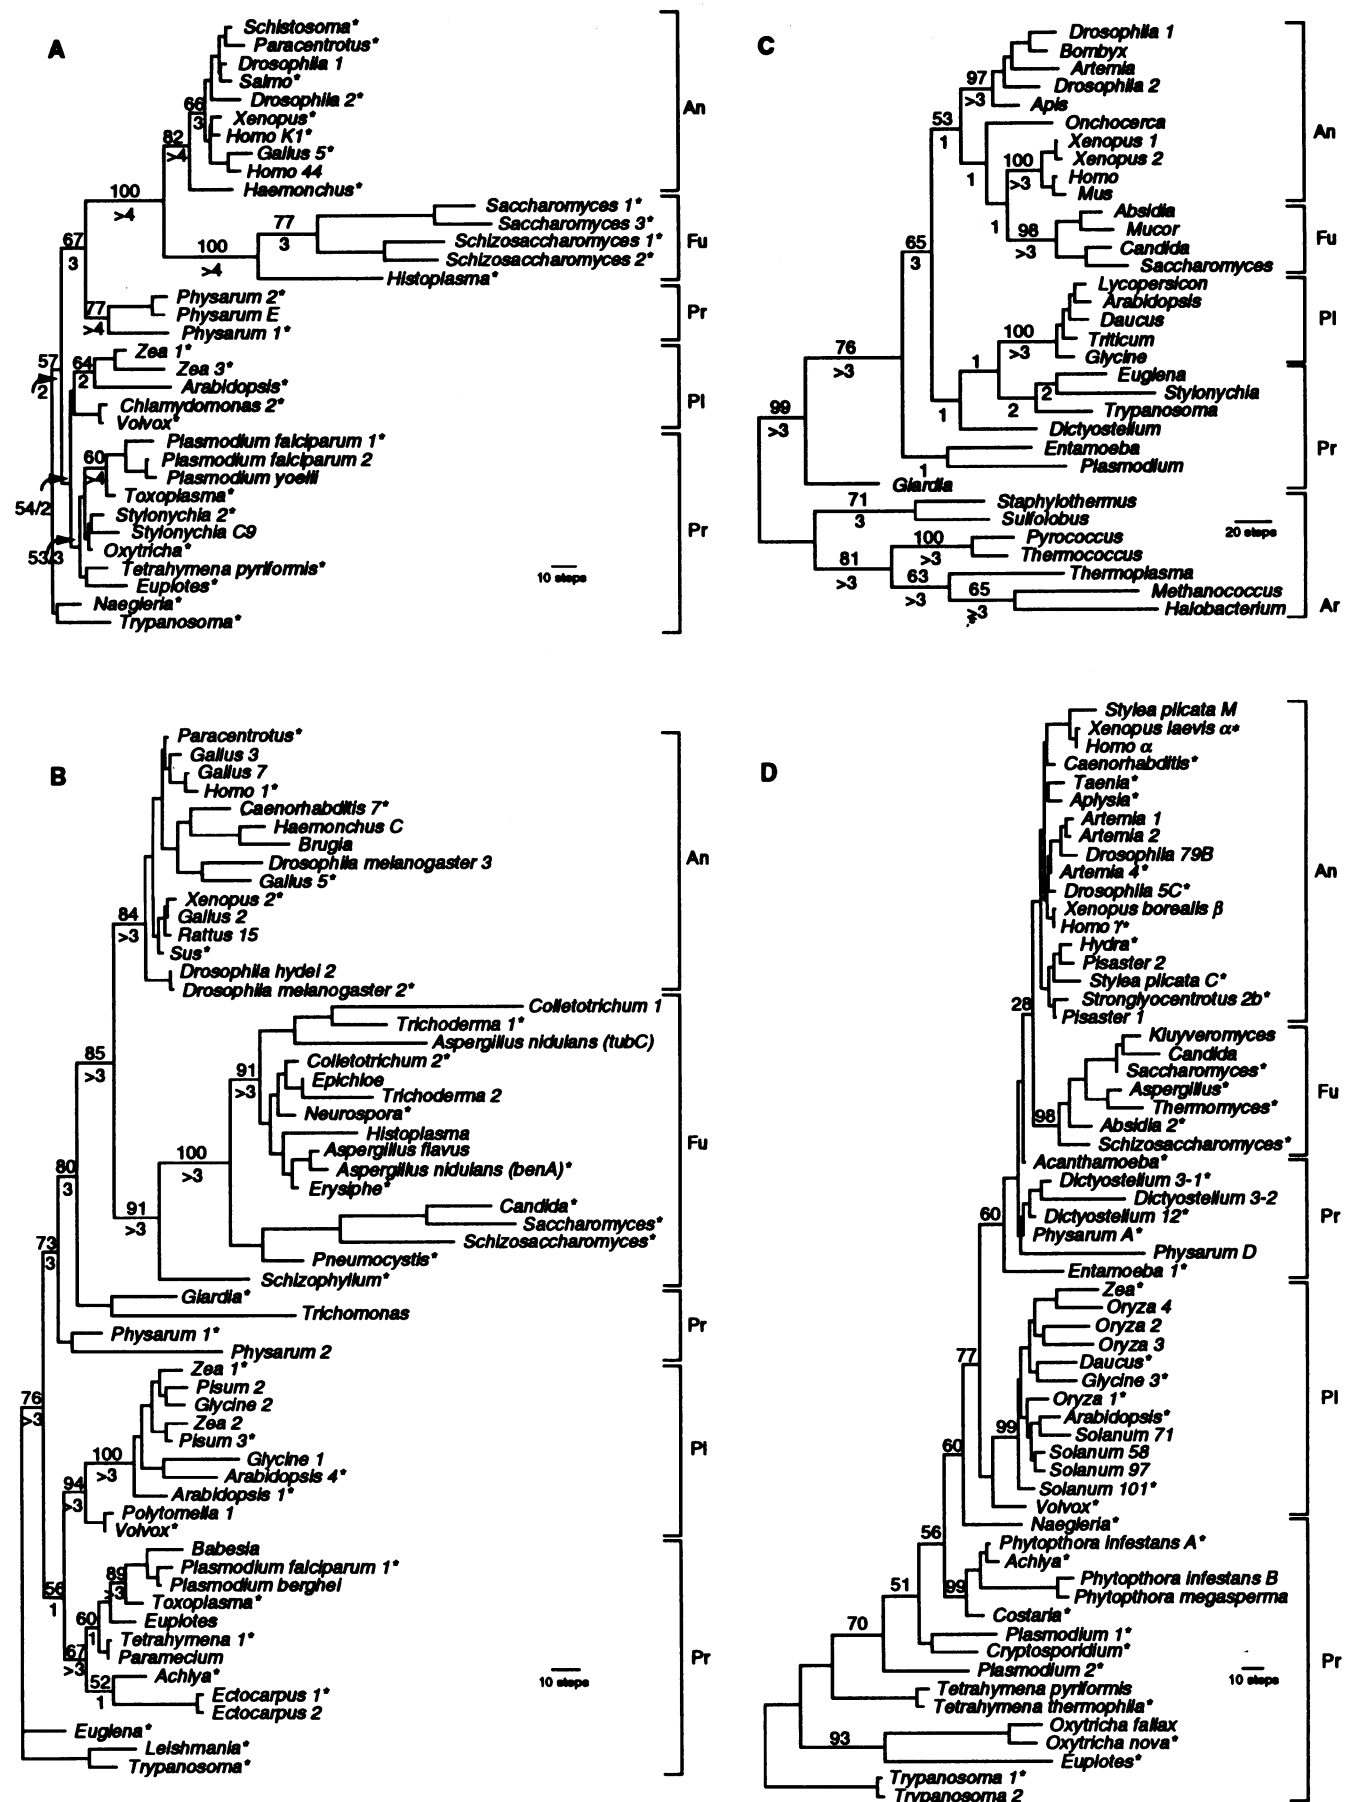 A
Schistosoma*
Paracentrotus*
Drosophila 1
Salmo*
Drosophila 2*
66
3
Xenopus*
Homo K1*
An
82
>4
Gallus 5*
Homo 44
Haemonchus*
100
>4
Saccharomyces 1*
Saccharomyces 3*
77
3
Schizosaccharomyces 1*
Schizosaccharomyces 2*
Fu
67
3
100
>4
Histoplasma*
77
>4
Physarum 2*
Physarum E
Physarum 1*
Pr
57
2
64
2
Zea 1*
Zea 3*
Arabidopsis*
Chlamydomonas 2*
Volvox*
Pl
Plasmodium falciparum 1*
Plasmodium falciparum 2
Plasmodium yoelii
60
>4
Toxoplasma*
54/2
Stylonychia 2*
Stylonychia C9
Oxytricha*
53/3
Tetrahymena pyriformis*
Euplotes*
Naegleria*
Trypanosoma*
Pr
10 steps
C
Drosophila 1
Bombyx
Artemia
Drosophila 2
97
>3
Apis
53
1
Onchocerca
An
Xenopus 1
Xenopus 2
100
>3
1
Homo
Mus
1
98
>3
Absidia
Mucor
Candida
Saccharomyces
Fu
65
3
Lycopersicon
Arabidopsis
Daucus
100
>3
Triticum
Glycine
Pl
76
>3
1
Euglena
2
Stylonychia
2
Trypanosoma
1
Dictyostelium
Entamoeba
1
Plasmodium
Pr
99
>3
Giardia
71
3
Staphylothermus
Sulfolobus
20 steps
100
>3
Pyrococcus
Thermococcus
81
>3
63
>3
Thermoplasma
65
>3
Methanococcus
Halobacterium
Ar
B
Paracentrotus*
Gallus 3
Gallus 7
Homo 1*
Caenorhabditis 7*
Haemonchus C
Brugia
Drosophila melanogaster 3
Gallus 5*
An
Xenopus 2*
Gallus 2
Rattus 15
84
>3
Sus*
Drosophila hydei 2
Drosophila melanogaster 2*
Colletotrichum 1
Trichoderma 1*
Aspergillus nidulans (tubC)
85
>3
91
>3
Colletotrichum 2*
Epichloe
Trichoderma 2
Neurospora*
Histoplasma
Aspergillus flavus
Aspergillus nidulans (benA)*
Erysiphe*
Fu
100
>3
80
3
91
>3
Candida*
Saccharomyces*
Schizosaccharomyces*
Pneumocystis*
Schizophyllum*
73
3
Giardia*
Trichomonas
Physarum 1*
Physarum 2
Pr
76
>3
Zea 1*
Pisum 2
Glycine 2
Zea 2
Pisum 3*
Glycine 1
Arabidopsis 4*
100
>3
Arabidopsis 1*
94
>3
Polytomella 1
Volvox*
Pl
56
1
Babesia
Plasmodium falciparum 1*
Plasmodium berghei
89
>3
Toxoplasma*
Euplotes
60
1
Tetrahymena 1*
Paramecium
67
>3
Achlya*
52
1
Ectocarpus 1*
Ectocarpus 2
Euglena*
Leishmania*
Trypanosoma*
Pr
10 steps
D
Stylea plicata M
Xenopus laevis α*
Homo α
Caenorhabditis*
Taenia*
Aplysia*
Artemia 1
Artemia 2
Drosophila 79B
Artemia 4*
Drosophila 5C*
An
Xenopus borealis β
Homo γ*
Hydra*
Pisaster 2
Stylea plicata C*
Stronglyocentrotus 2b*
Pisaster 1
28
Kluyveromyces
Candida
Saccharomyces*
Aspergillus*
Thermomyces*
98
Absidia 2*
Schizosaccharomyces*
Fu
Acanthamoeba*
Dictyostelium 3-1*
Dictyostelium 3-2
60
Dictyostelium 12*
Physarum A*
Physarum D
Entamoeba 1*
Pr
Zea*
Oryza 4
Oryza 2
Oryza 3
77
Daucus*
Glycine 3*
Oryza 1*
Arabidopsis*
99
Solanum 71
Solanum 58
Solanum 97
Solanum 101*
Volvox*
Pl
60
Naegleria*
56
Phytopthora infestans A*
Achlya*
Phytopthora infestans B
Phytopthora megasperma
99
Costaria*
51
Plasmodium 1*
Cryptosporidium*
70
Plasmodium 2*
Tetrahymena pyriformis
Tetrahymena thermophila*
Oxytricha fallax
93
Oxytricha nova*
Euplotes*
Trypanosoma 1*
Trypanosoma 2
Pr
10 steps